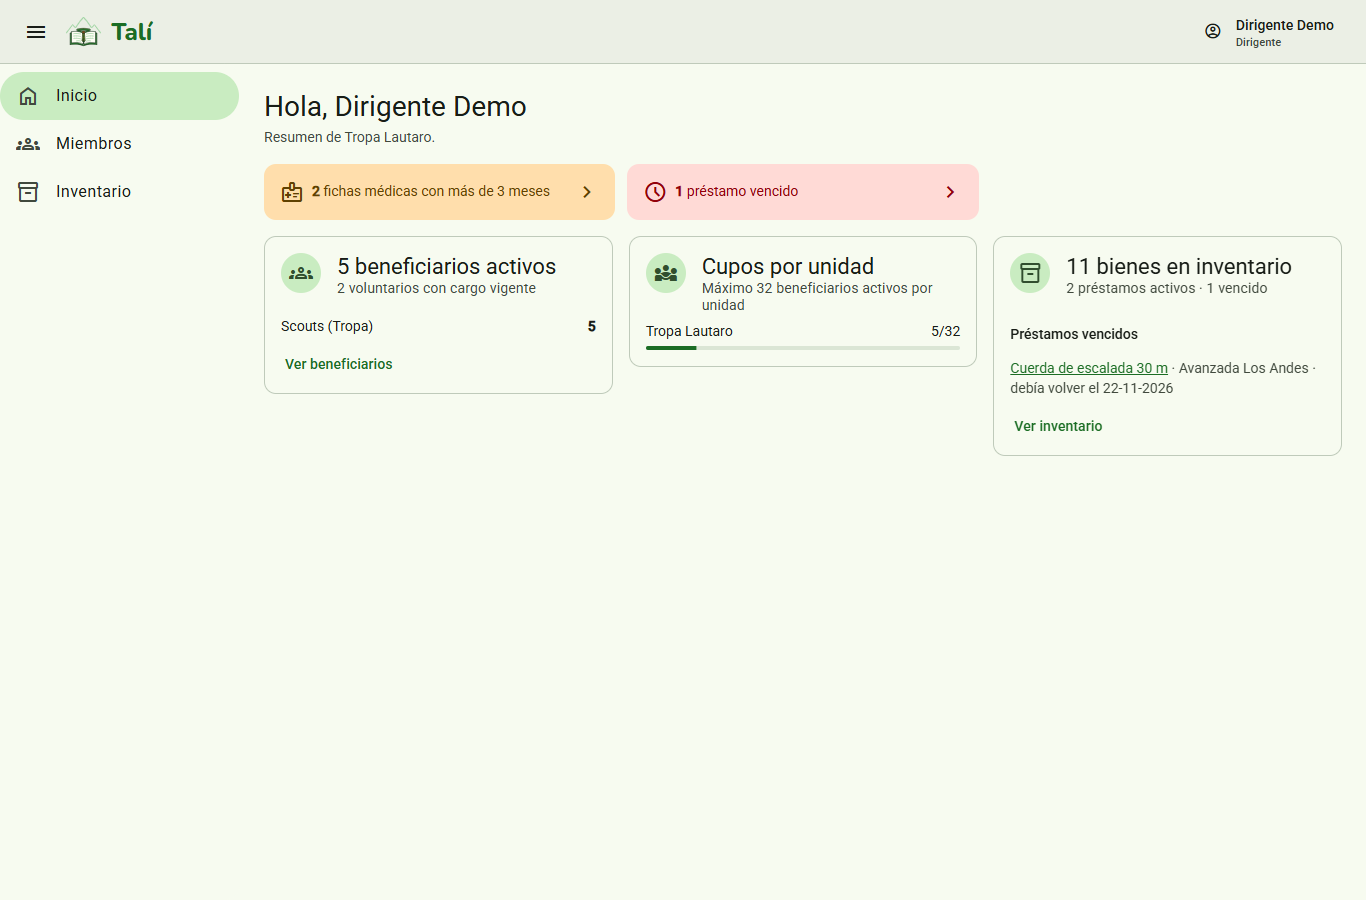 Talí
Dirigente Demo
Dirigente
Inicio
Miembros
Inventario
Hola, Dirigente Demo
Resumen de Tropa Lautaro.
2 fichas médicas con más de 3 meses
1 préstamo vencido
5 beneficiarios activos
2 voluntarios con cargo vigente
Scouts (Tropa) 5
Ver beneficiarios
Cupos por unidad
Máximo 32 beneficiarios activos por
unidad
Tropa Lautaro 5/32
11 bienes en inventario
2 préstamos activos · 1 vencido
Préstamos vencidos
Cuerda de escalada 30 m · Avanzada Los Andes ·
debía volver el 22-11-2026
Ver inventario